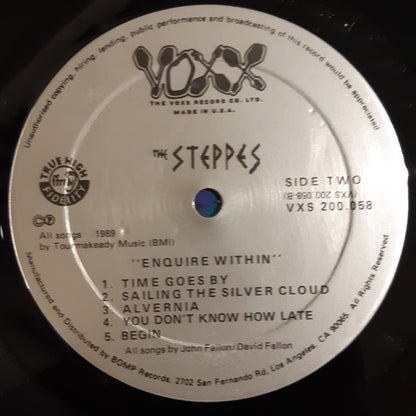 Unauthorised copying, hiring, lending, public performance and broadcasting of this record would be appreciated
VOXX
THE VOXX RECORD CO. LTD.
MADE IN U.S.A.
THE STEPPES
TRUE HIGH
FIDELITY
SIDE TWO
(VXS 200 058-B)
VXS 200.058
© Ⓟ
All songs 1989
by Tourmakeady Music (BMI)
"ENQUIRE WITHIN"
1. TIME GOES BY
2. SAILING THE SILVER CLOUD
3. ALVERNIA
4. YOU DON'T KNOW HOW LATE
5. BEGIN
All songs by John Fallon/David Fallon
Manufactured and Distributed by BOMP Records, 2702 San Fernando Rd, Los Angeles, CA 90065. All Rights Reserved